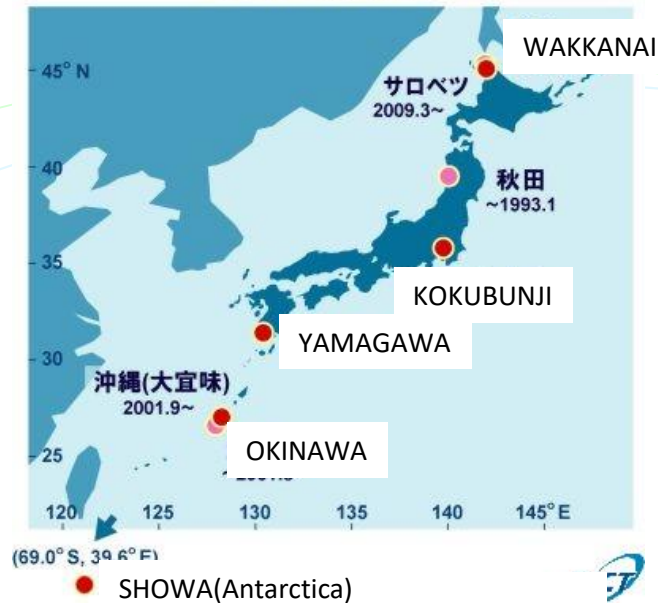 WAKKANAI
45° N
サロベツ
2009.3~
40
秋田
~1993.1
35
KOKUBUNJI
YAMAGAWA
30
沖縄(大宜味)
2001.9~
OKINAWA
25
120 125 130 135 140 145° E
(69.0° S, 39.6° E)
SHOWA(Antarctica)
CT